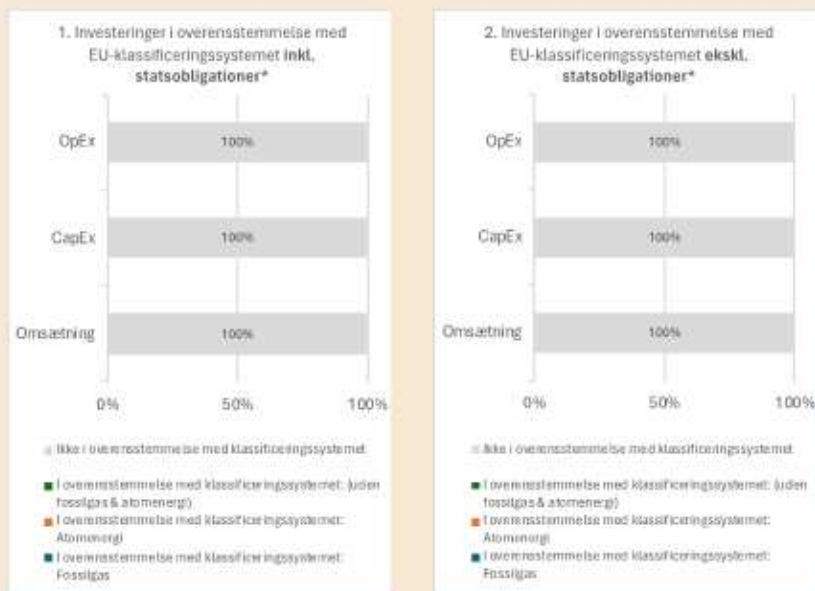 1. Investeringer i overensstemmelse med
EU-klassificeringssystemet inkl.
statsobligationer*
OpEx
100%
CapEx
100%
Omsætning
100%
0%
50%
100%
Ikke i overensstemmelse med klassificeringssystemet
I overensstemmelse med klassificeringssystemet: (uden
fossilgas & atomenergi)
I overensstemmelse med klassificeringssystemet:
Atomenergi
I overensstemmelse med klassificeringssystemet:
Fossilgas
2. Investeringer i overensstemmelse med
EU-klassificeringssystemet ekskl.
statsobligationer*
OpEx
100%
CapEx
100%
Omsætning
100%
0%
50%
100%
Ikke i overensstemmelse med klassificeringssystemet
I overensstemmelse med klassificeringssystemet: (uden
fossilgas & atomenergi)
I overensstemmelse med klassificeringssystemet:
Atomenergi
I overensstemmelse med klassificeringssystemet:
Fossilgas